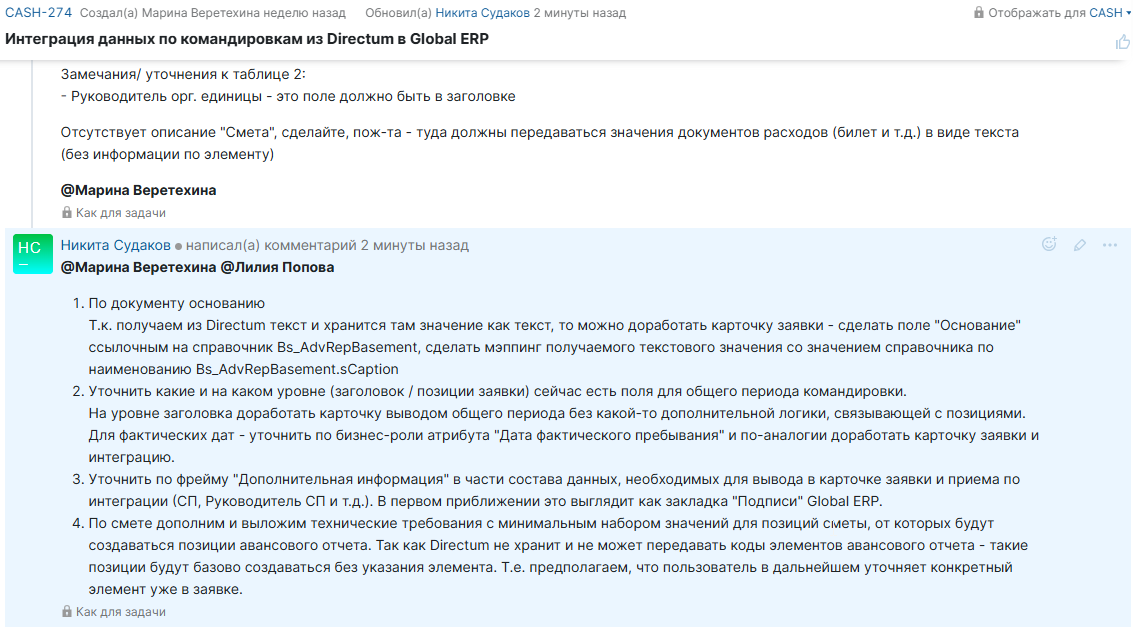 CASH-274 Создал(а) Марина Веретехина неделю назад Обновил(а) Никита Судаков 2 минуты назад Отображать для CASH
Интеграция данных по командировкам из Directum в Global ERP
Замечания/ уточнения к таблице 2:
- Руководитель орг. единицы - это поле должно быть в заголовке
Отсутствует описание "Смета", сделайте, пож-та - туда должны передаваться значения документов расходов (билет и т.д.) в виде текста
(без информации по элементу)
@Марина Веретехина
Как для задачи
НС
Никита Судаков написал(а) комментарий 2 минуты назад
@Марина Веретехина @Лилия Попова
1. По документу основанию
Т.к. получаем из Directum текст и хранится там значение как текст, то можно доработать карточку заявки - сделать поле "Основание"
ссылочным на справочник Bs_AdvRepBasement, сделать мэппинг получаемого текстового значения со значением справочника по
наименованию Bs_AdvRepBasement.sCaption
2. Уточнить какие и на каком уровне (заголовок / позиции заявки) сейчас есть поля для общего периода командировки.
На уровне заголовка доработать карточку выводом общего периода без какой-то дополнительной логики, связывающей с позициями.
Для фактических дат - уточнить по бизнес-роли атрибута "Дата фактического пребывания" и по-аналогии доработать карточку заявки и
интеграцию.
3. Уточнить по фрейму "Дополнительная информация" в части состава данных, необходимых для вывода в карточке заявки и приема по
интеграции (СП, Руководитель СП и т.д.). В первом приближении это выглядит как закладка "Подписи" Global ERP.
4. По смете дополним и выложим технические требования с минимальным набором значений для позиций сметы, от которых будут
создаваться позиции авансового отчета. Так как Directum не хранит и не может передавать коды элементов авансового отчета - такие
позиции будут базово создаваться без указания элемента. Т.е. предполагаем, что пользователь в дальнейшем уточняет конкретный
элемент уже в заявке.
Как для задачи